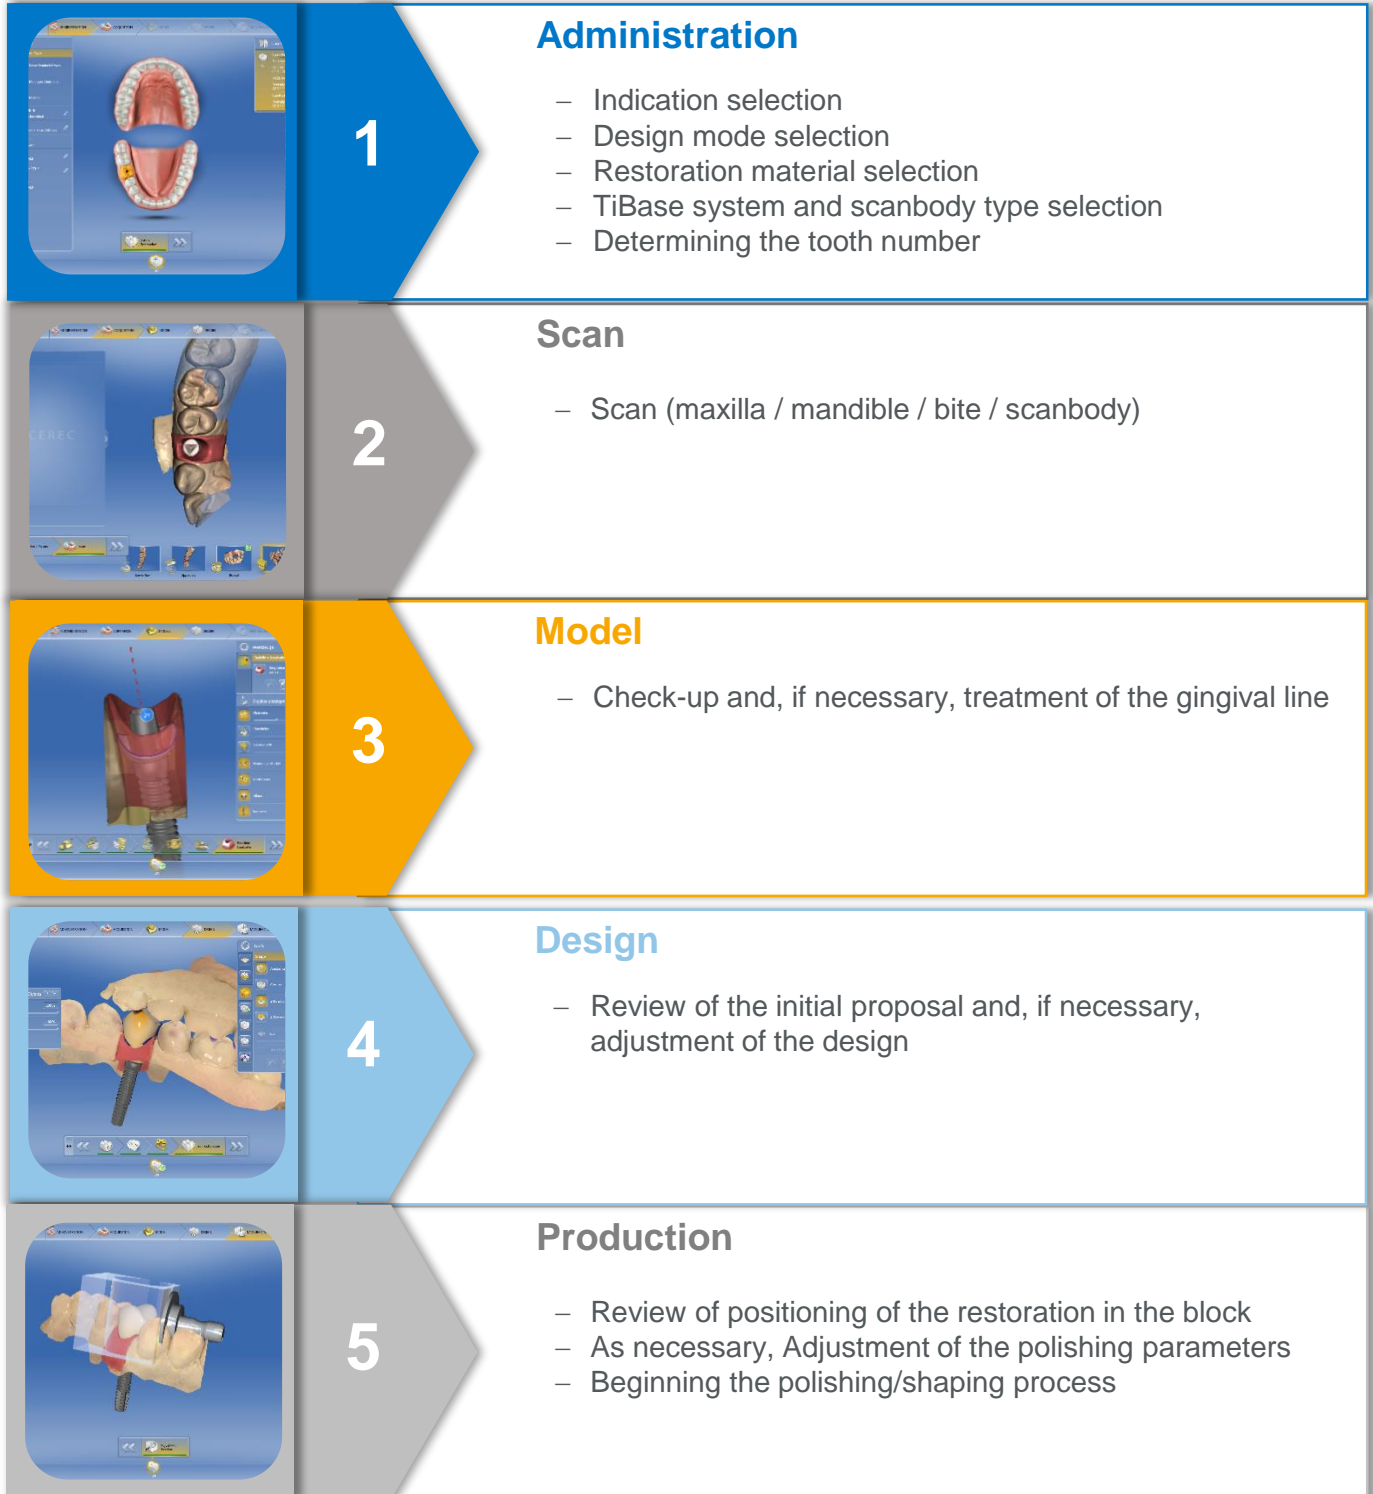 1
Administration
– Indication selection
– Design mode selection
– Restoration material selection
– TiBase system and scanbody type selection
– Determining the tooth number
2
CEREC
Scan
– Scan (maxilla / mandible / bite / scanbody)
3
Model
– Check-up and, if necessary, treatment of the gingival line
4
Design
– Review of the initial proposal and, if necessary,
adjustment of the design
5
Production
– Review of positioning of the restoration in the block
– As necessary, Adjustment of the polishing parameters
– Beginning the polishing/shaping process